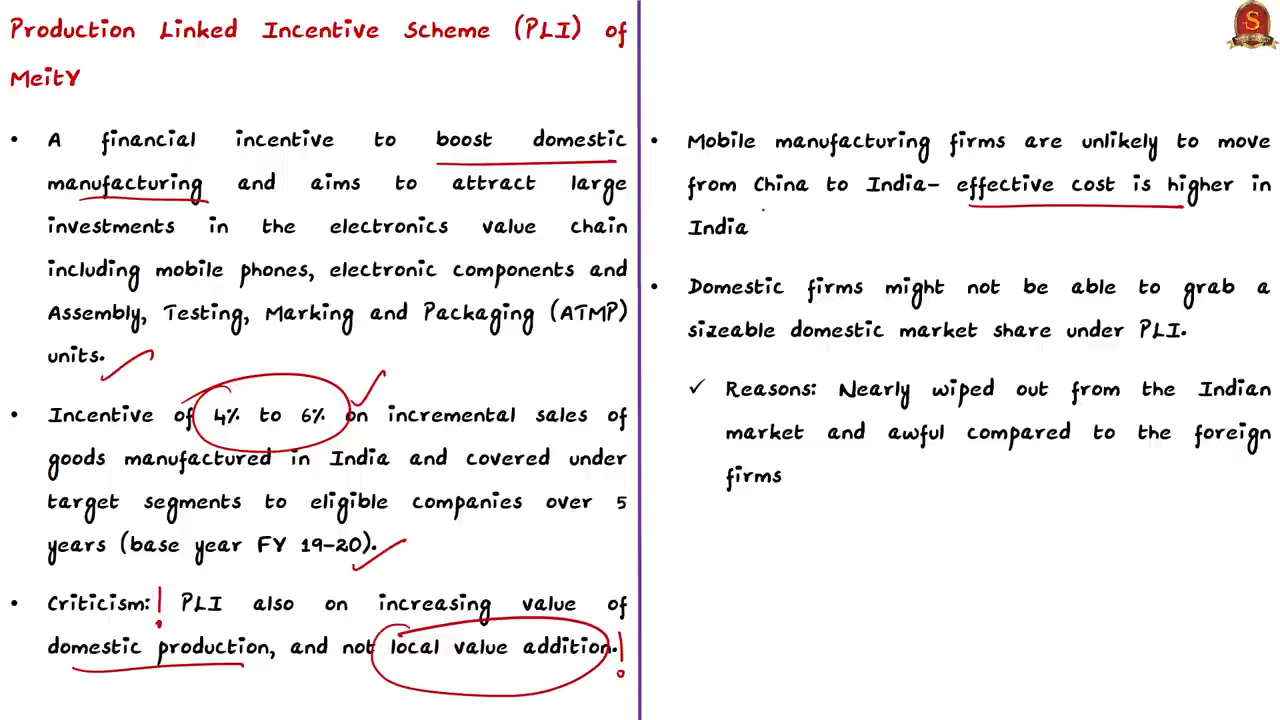 Production Linked Incentive Scheme (PLI) of
MeitY
• A financial incentive to boost domestic
manufacturing and aims to attract large
investments in the electronics value chain
including mobile phones, electronic components and
Assembly, Testing, Marking and Packaging (ATMP)
units.
• Incentive of 4% to 6% on incremental sales of
goods manufactured in India and covered under
target segments to eligible companies over 5
years (base year FY 19-20).
• Criticism: PLI also on increasing value of
domestic production, and not local value addition.
• Mobile manufacturing firms are unlikely to move
from China to India- effective cost is higher in
India
• Domestic firms might not be able to grab a
sizeable domestic market share under PLI.
✓ Reasons: Nearly wiped out from the Indian
market and awful compared to the foreign
firms
S